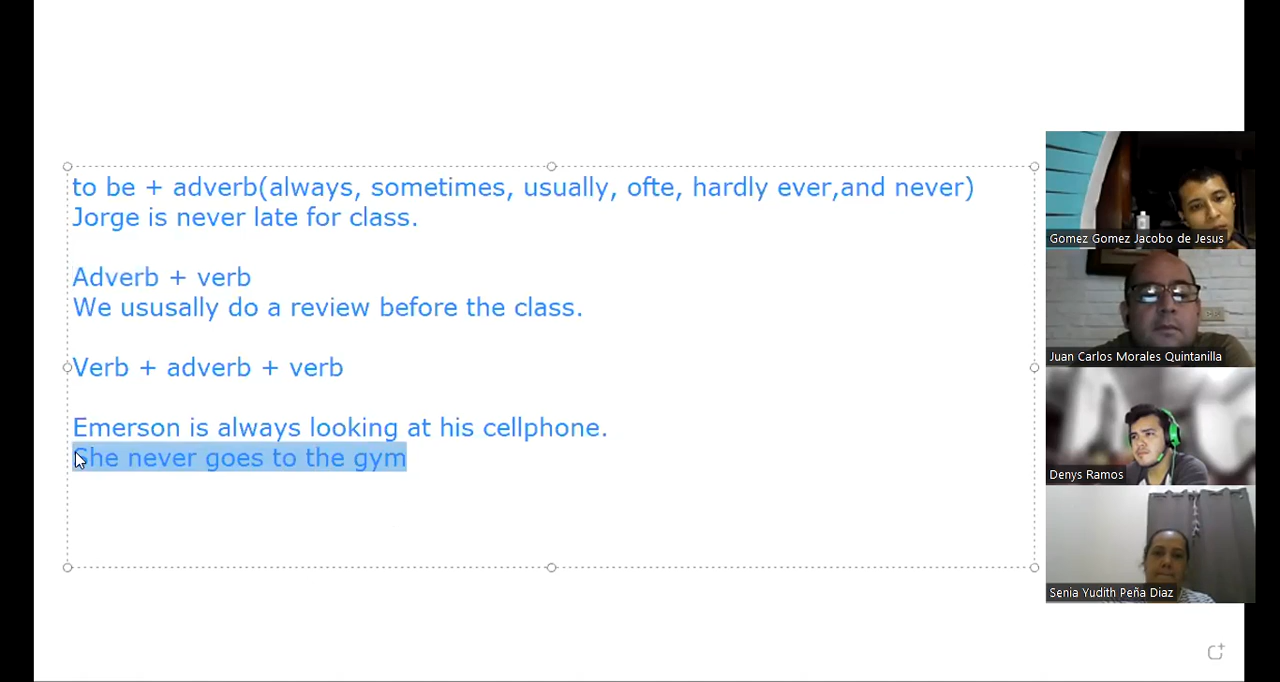 to be + adverb(always, sometimes, usually, ofte, hardly ever,and never)
Jorge is never late for class.
Adverb + verb
We ususally do a review before the class.
Verb + adverb + verb
Emerson is always looking at his cellphone.
She never goes to the gym
Gomez Gomez Jacobo de Jesus
Juan Carlos Morales Quintanilla
Denys Ramos
Senia Yudith Peña Diaz